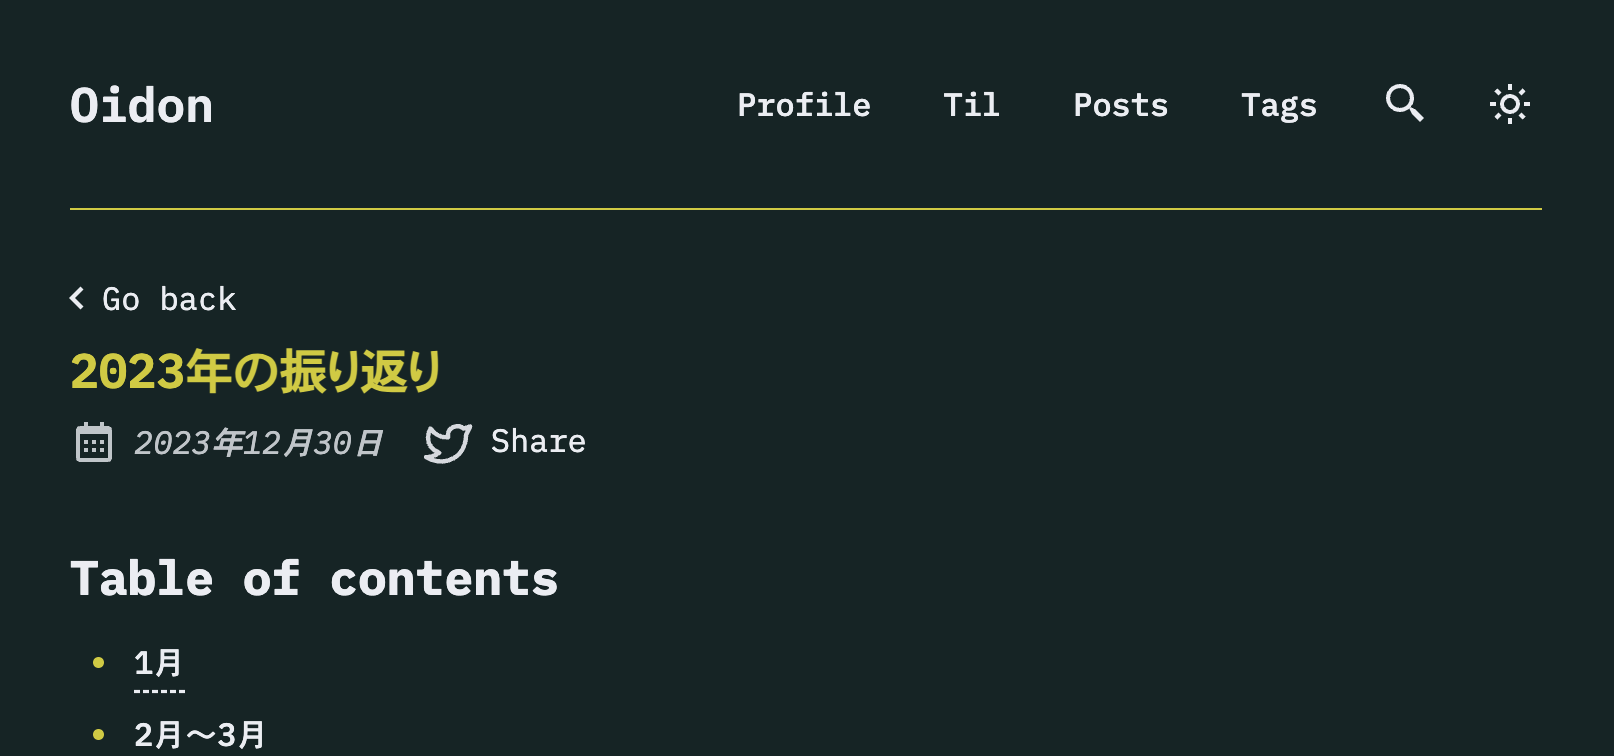 Oidon Profile Til Posts Tags
Go back
2023年の振り返り
2023年12月30日 Share
Table of contents
1月
2月〜3月